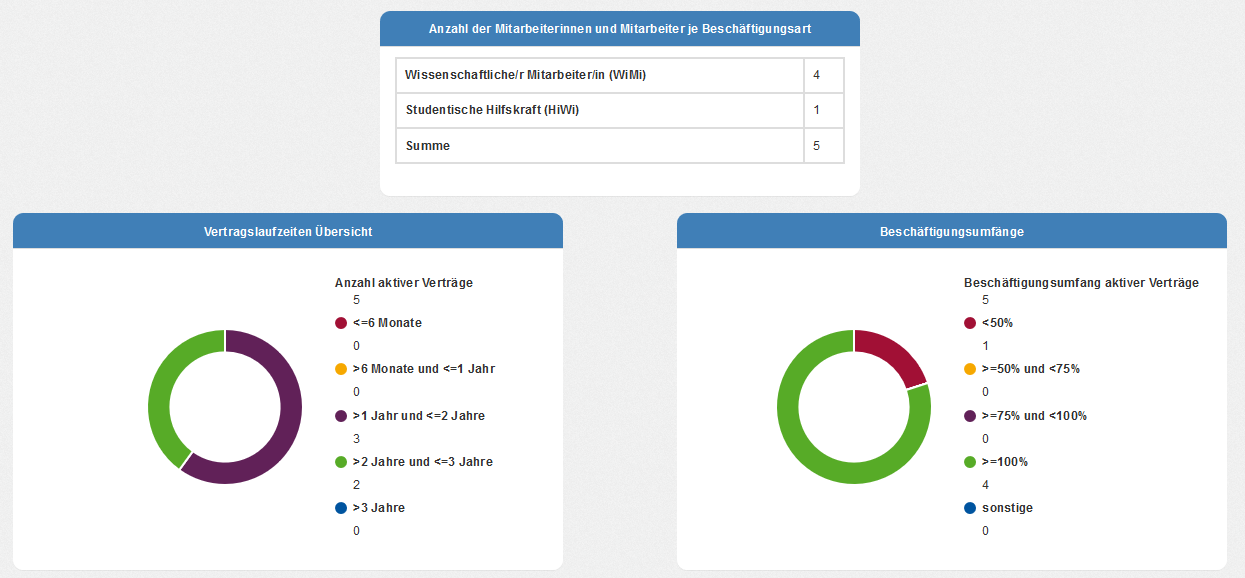 Anzahl der Mitarbeiterinnen und Mitarbeiter je Beschäftigungsart
Wissenschaftliche/r Mitarbeiter/in (WiMi) 4
Studentische Hilfskraft (HiWi) 1
Summe 5
Vertragslaufzeiten Übersicht
Anzahl aktiver Verträge
5
<=6 Monate
0
>6 Monate und <=1 Jahr
0
>1 Jahr und <=2 Jahre
3
>2 Jahre und <=3 Jahre
2
>3 Jahre
0
Beschäftigungsumfänge
Beschäftigungsumfang aktiver Verträge
5
<50%
1
>=50% und <75%
0
>=75% und <100%
0
>=100%
4
sonstige
0